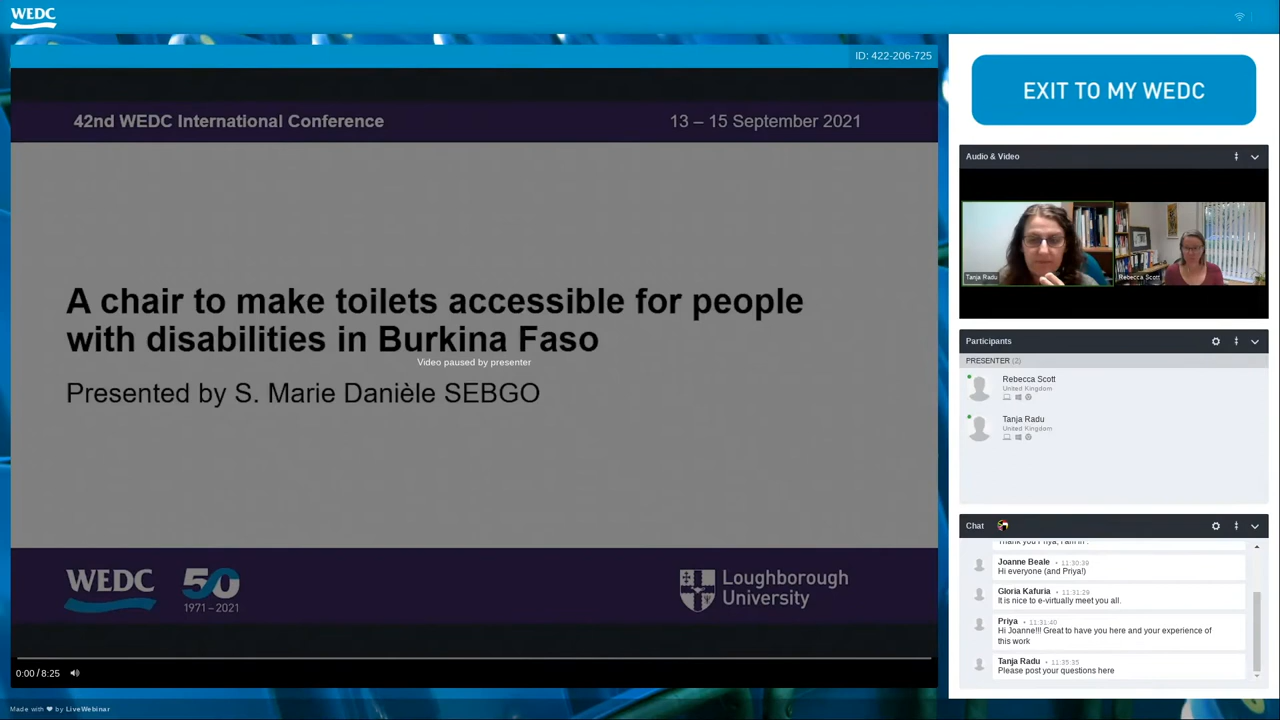 WEDC
ID: 422-206-725
EXIT TO MY WEDC
42nd WEDC International Conference
13 – 15 September 2021
A chair to make toilets accessible for people
with disabilities in Burkina Faso
Video paused by presenter
Presented by S. Marie Danièle SEBGO
WEDC
50
1971 – 2021
Loughborough
University
0:00 / 8:25
Made with ❤ by LiveWebinar
Audio & Video
Tanja Radu
Rebecca Scott
Participants
PRESENTER (2)
Rebecca Scott
United Kingdom
Tanja Radu
United Kingdom
Chat
Thank you Priya, I am in .
Joanne Beale • 11:30:39
Hi everyone (and Priya!)
Gloria Kafuria • 11:31:29
It is nice to e-virtually meet you all.
Priya • 11:31:40
Hi Joanne!!! Great to have you here and your experience of
this work
Tanja Radu • 11:35:35
Please post your questions here